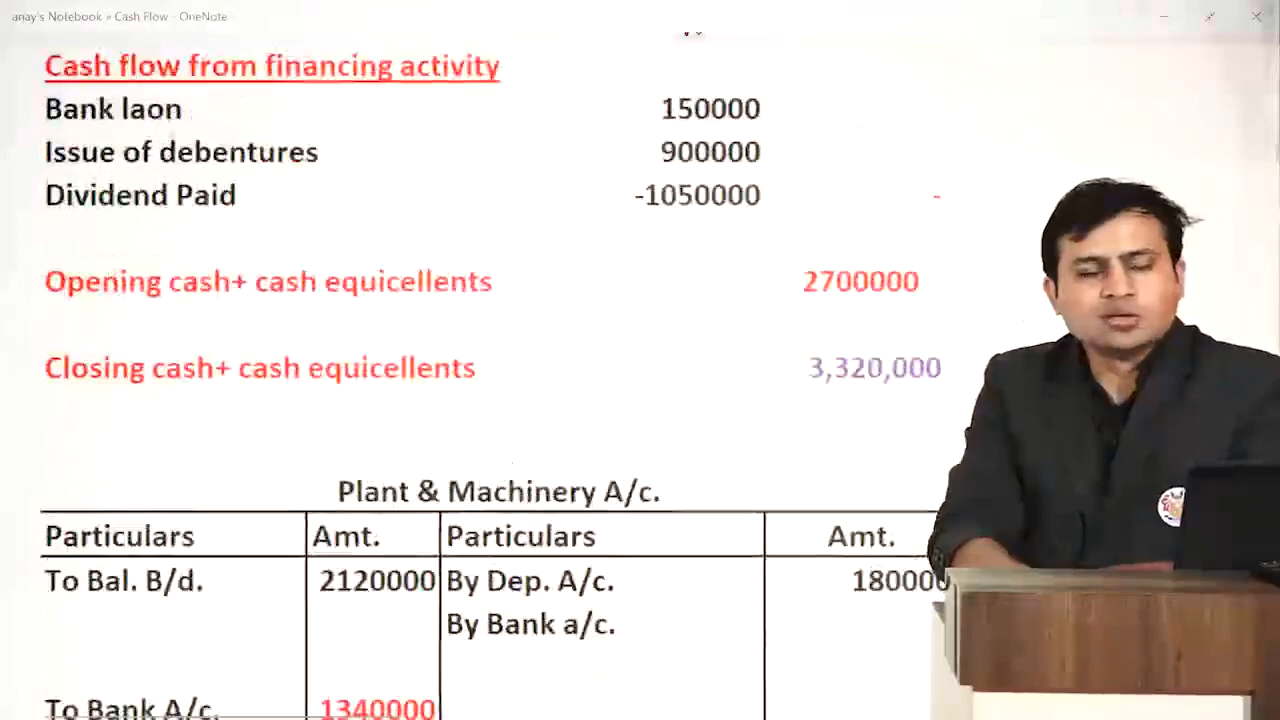 anay's Notebook » Cash Flow - OneNote
Cash flow from financing activity
Bank laon 150000
Issue of debentures 900000
Dividend Paid -1050000 -
Opening cash+ cash equicellents 2700000
Closing cash+ cash equicellents 3,320,000
Plant & Machinery A/c.
Particulars Amt. Particulars Amt.
To Bal. B/d. 2120000 By Dep. A/c. 180000
By Bank a/c.
To Bank A/c. 1340000